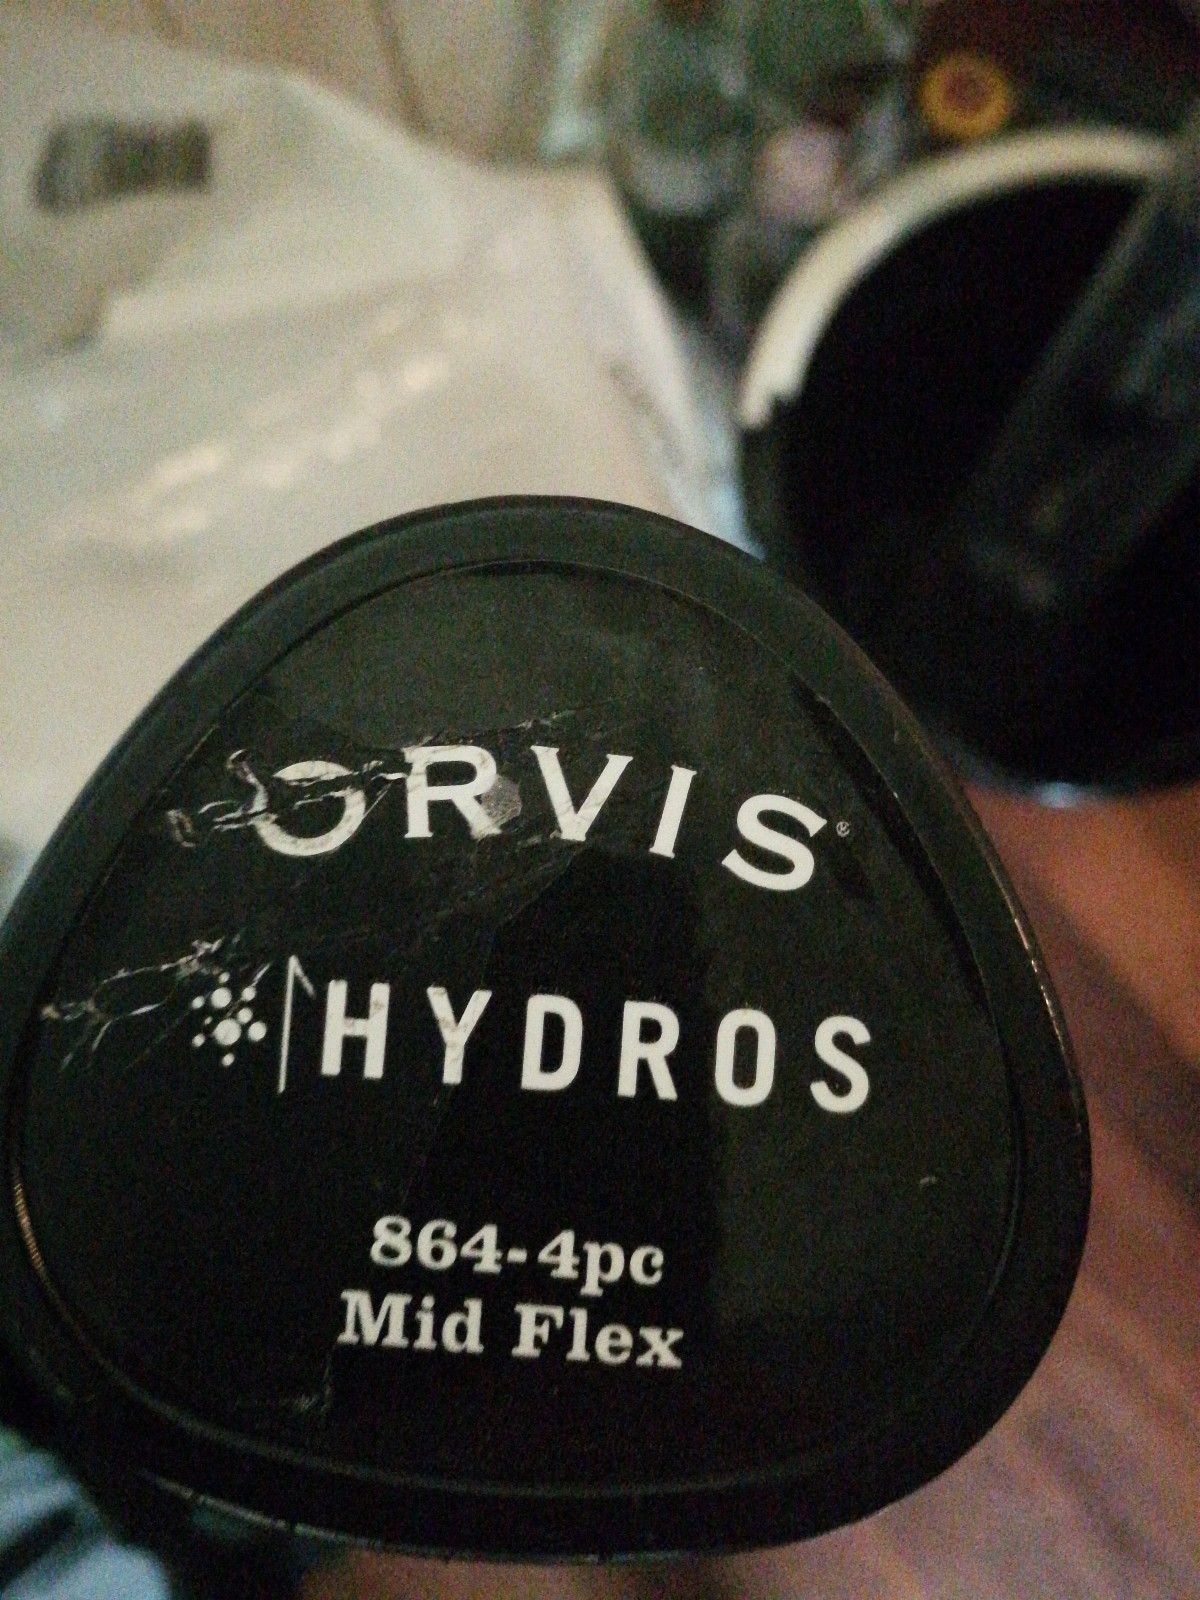 ORVIS®
HYDROS
864-4pc
Mid Flex